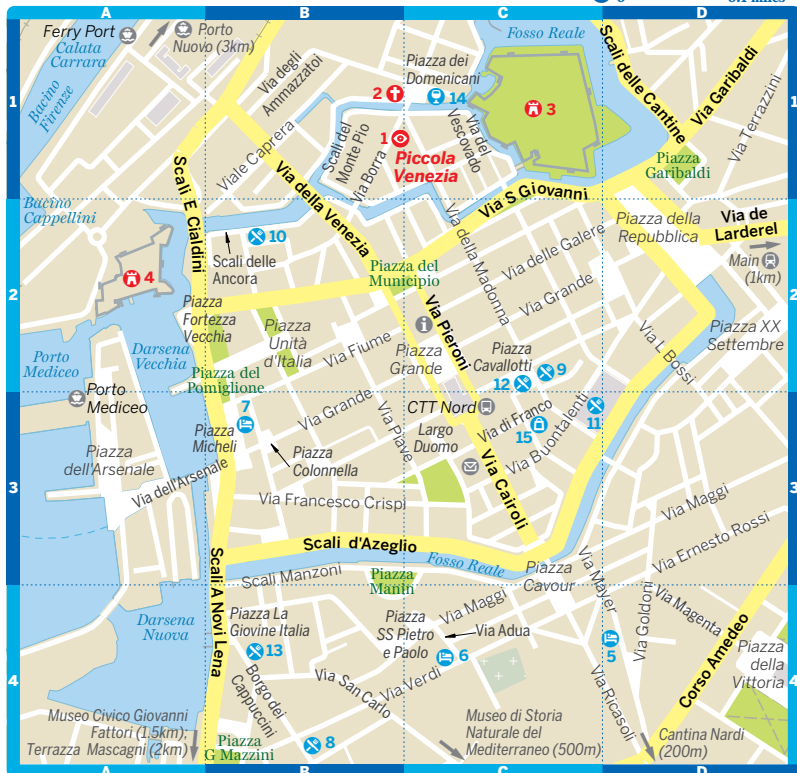 0
0.1 miles
A
B
C
D
Ferry Port
Porto
Nuovo (3km)
Calata
Carrara
Bacino
Firenze
Via degli
Ammazzatoi
Piazza dei
Domenicani
Fosso Reale
Scali delle Cantine
Via Garibaldi
Via Terrazzini
1
2
14
3
1
1
Piccola
Venezia
Scali del
Monte Pio
Via Borra
Via del
Vescovado
Viale Caprera
Piazza
Garibaldi
Scali E Cialdini
Via della Venezia
Via S Giovanni
Bacino
Cappellini
Piazza della
Repubblica
Via de
Larderel
Main
(1km)
10
Scali delle
Ancora
Via della Madonna
Via delle Galere
Via Grande
2
4
Piazza del
Municipio
2
Piazza
Fortezza
Vecchia
Piazza
Unità
d'Italia
Via Fiume
Piazza
Grande
Via Pieroni
Piazza
Cavallotti
9
12
Via L Bossi
Piazza XX
Settembre
Porto
Mediceo
Darsena
Vecchia
Piazza del
Pomiglione
Porto
Mediceo
7
Piazza
Micheli
Via Grande
Via Piave
CTT Nord
Largo
Duomo
Via di Franco
15
Via Buontalenti
11
Piazza
dell'Arsenale
Piazza
Colonnella
3
Via dell'Arsenale
Via Francesco Crispi
Via Cairoli
3
Via Maggi
Via Ernesto Rossi
Scali d'Azeglio
Fosso Reale
Piazza
Cavour
Scali A Novi Lena
Scali Manzoni
Piazza
Manin
Via Mayer
Via Goldoni
Via Magenta
Darsena
Nuova
Piazza La
Giovine Italia
Piazza
SS Pietro
e Paolo
Via Maggi
Via Adua
5
Corso Amedeo
13
6
Piazza
della
Vittoria
4
Borgo dei
Cappuccini
Via San Carlo
Via Verdi
Via Ricasoli
4
Museo Civico Giovanni
Fattori (1.5km);
Terrazza Mascagni (2km)
Piazza
G Mazzini
8
Museo di Storia
Naturale del
Mediterraneo (500m)
Cantina Nardi
(200m)
A
B
C
D